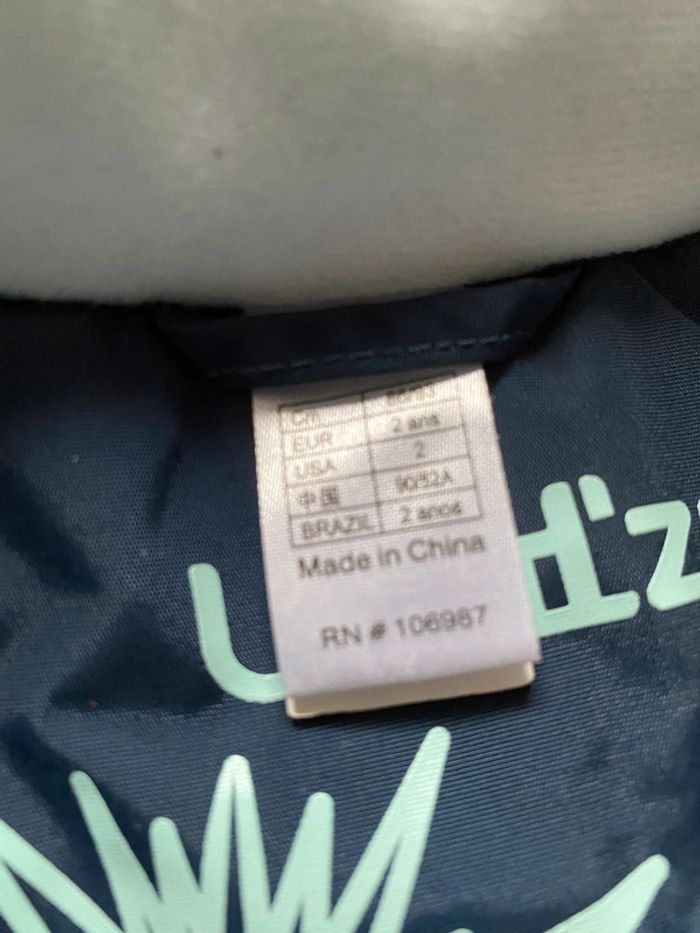 EUR 2 ans
USA 2
中国 90/52A
BRAZIL 2 anos
Made in China
RN # 106987